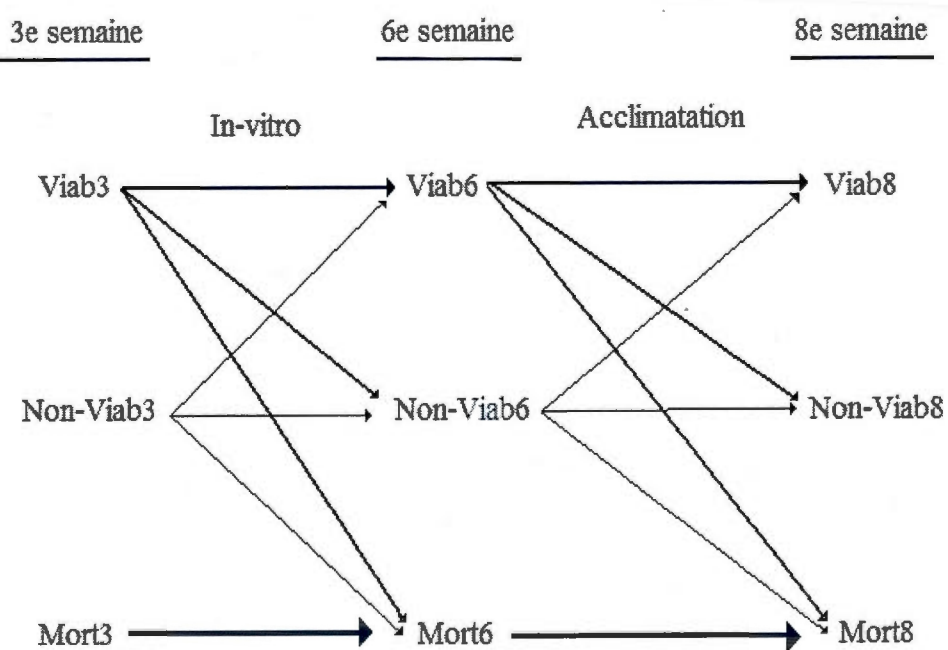 3e semaine 6e semaine 8e semaine
In-vitro Acclimatation
Viab3 Viab6 Viab8
Non-Viab3 Non-Viab6 Non-Viab8
Mort3 Mort6 Mort8